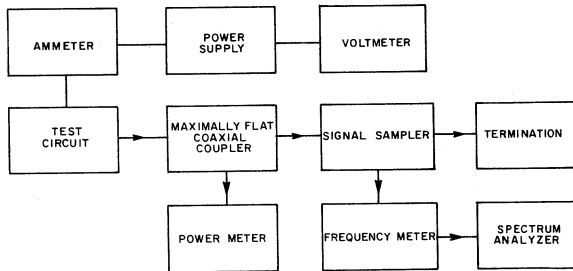 AMMETER
POWER
SUPPLY
VOLTMETER
TEST
CIRCUIT
MAXIMALLY FLAT
COAXIAL
COUPLER
SIGNAL SAMPLER
TERMINATION
POWER METER
FREQUENCY METER
SPECTRUM
ANALYZER